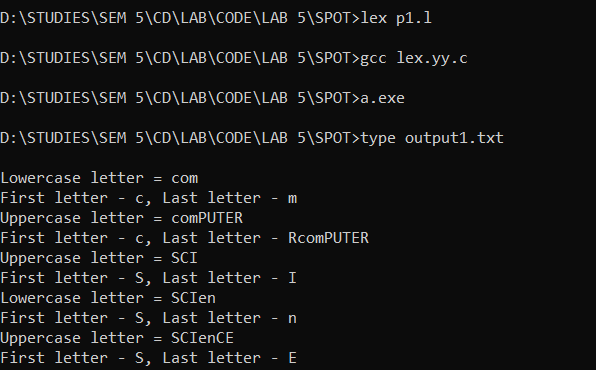 D:\STUDIES\SEM 5\CD\LAB\CODE\LAB 5\SPOT>lex p1.l
D:\STUDIES\SEM 5\CD\LAB\CODE\LAB 5\SPOT>gcc lex.yy.c
D:\STUDIES\SEM 5\CD\LAB\CODE\LAB 5\SPOT>a.exe
D:\STUDIES\SEM 5\CD\LAB\CODE\LAB 5\SPOT>type output1.txt
Lowercase letter = com
First letter - c, Last letter - m
Uppercase letter = comPUTER
First letter - c, Last letter - RcomPUTER
Uppercase letter = SCI
First letter - S, Last letter - I
Lowercase letter = SCIen
First letter - S, Last letter - n
Uppercase letter = SCIenCE
First letter - S, Last letter - E